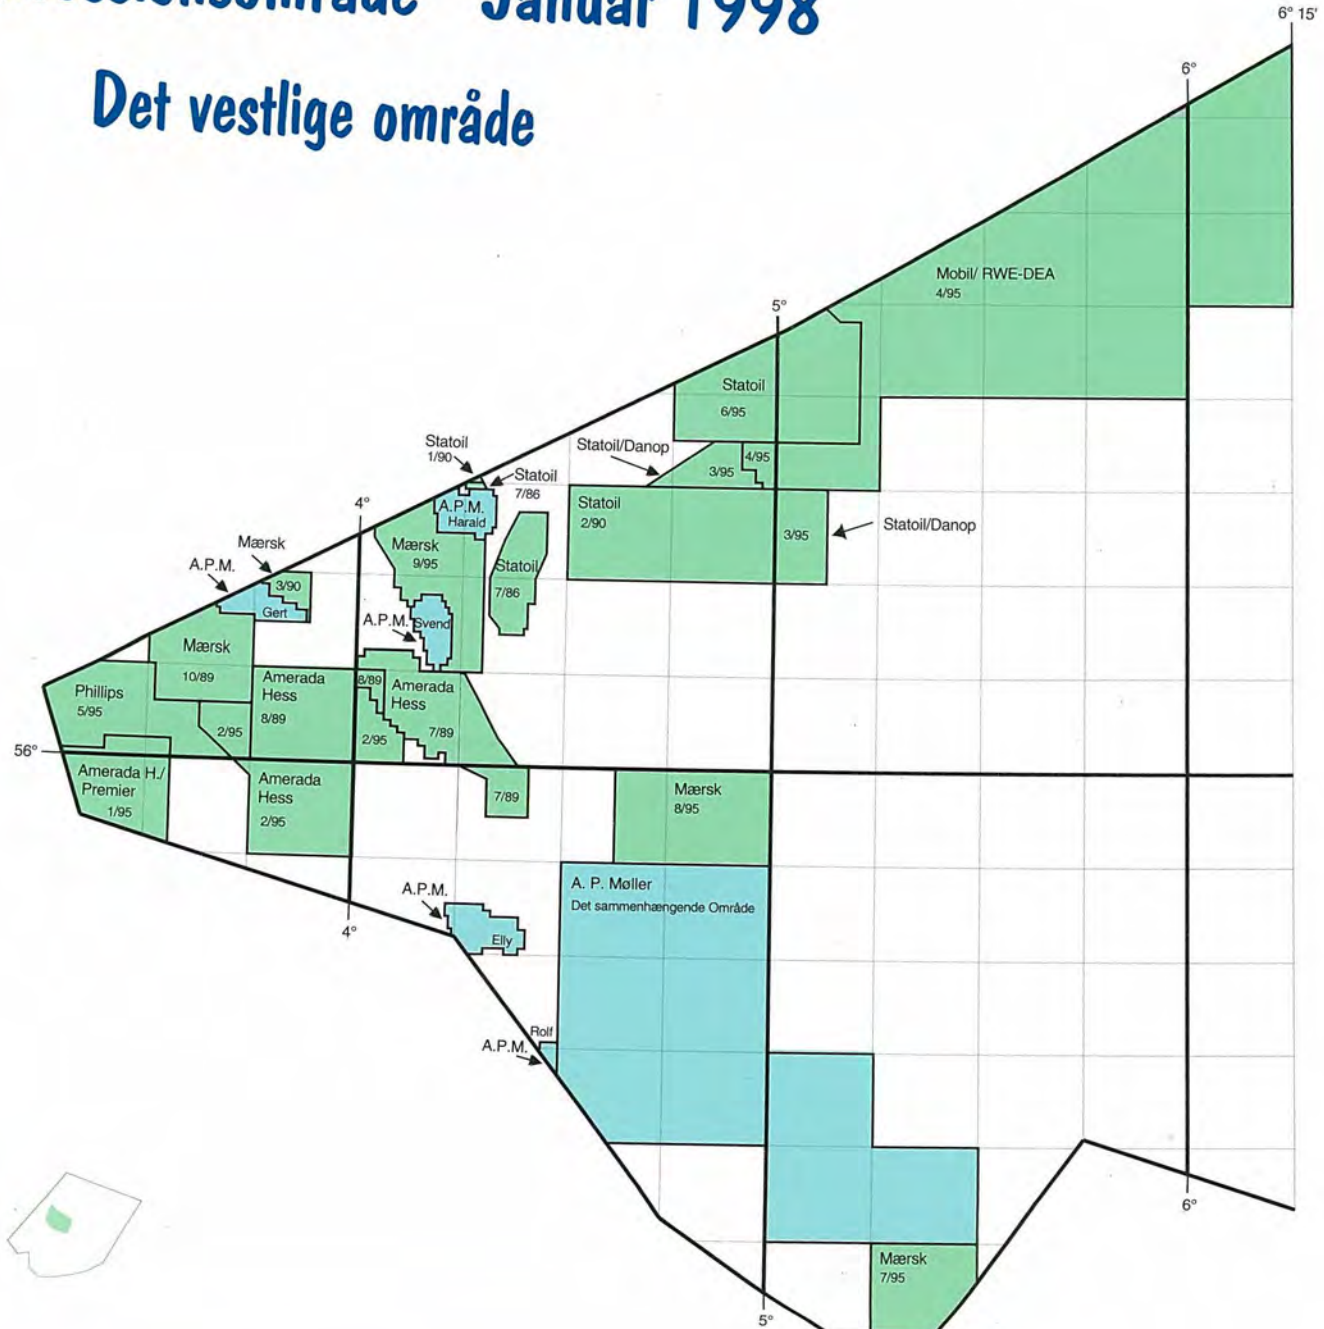 Januar 1998
Det vestlige område
6° 15'
6°
Mobil/ RWE-DEA
4/95
5°
Statoil
6/95
Statoil
1/90
Statoil/Danop
3/95
4/95
Statoil
7/86
4°
A.P.M.
Harald
Statoil
2/90
Statoil/Danop
3/95
Mærsk
Mærsk
9/95
A.P.M.
Statoil
7/86
3/90
Gert
A.P.M.
Svend
Mærsk
10/89
Amerada
Hess
8/89
8/89
Amerada
Hess
7/89
Phillips
5/95
2/95
2/95
56°
Amerada H./
Premier
1/95
Amerada
Hess
2/95
7/89
Mærsk
8/95
A. P. Møller
Det sammenhængende Område
A.P.M.
Elly
4°
Rolf
A.P.M.
6°
Mærsk
7/95
5°